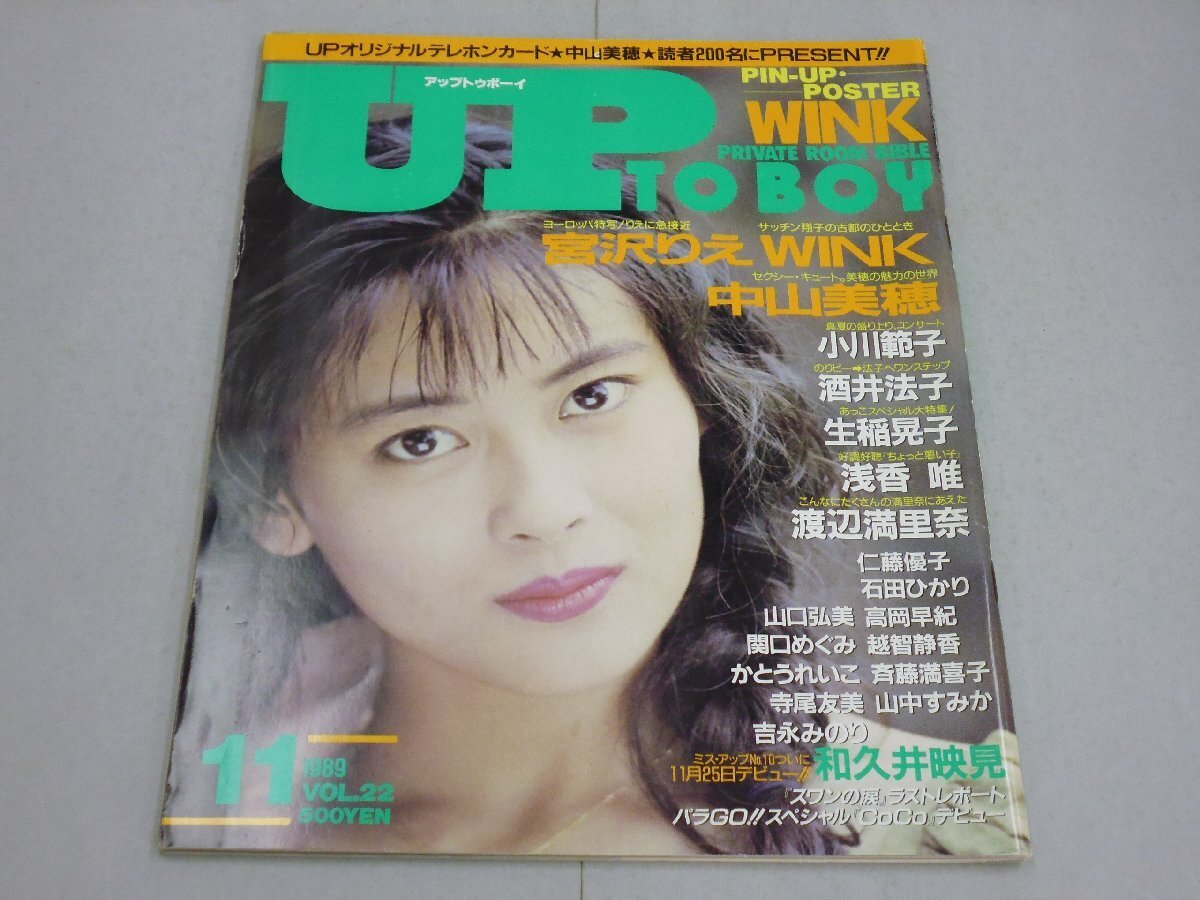 UPオリジナルテレホンカード★中山美穂★読者200名にPRESENT!!
アップトゥボーイ
UP TO BOY
PIN-UP・POSTER
WINK
PRIVATE ROOM BIBLE
ヨーロッパ特写!りえに急接近
宮沢りえ
サッチン翔子の古都のひととき
WINK
セクシー・キュート。美穂の魅力の世界
中山美穂
真夏の盛り上り、コンサート
小川範子
のりピー➡法子へワンステップ
酒井法子
あっこスペシャル大特集!
生稲晃子
好調好聴『ちょっと悪い子』
浅香 唯
こんなにたくさんの満里奈にあえた
渡辺満里奈
仁藤優子
石田ひかり
山口弘美 高岡早紀
関口めぐみ 越智静香
かとうれいこ 斉藤満喜子
寺尾友美 山中すみか
吉永みのり
ミス・アップNo.10ついに
11月25日デビュー!!
和久井映見
『スワンの涙』ラストレポート
パラGO!!スペシャル『CoCo』デビュー
11
1989
VOL.22
500YEN